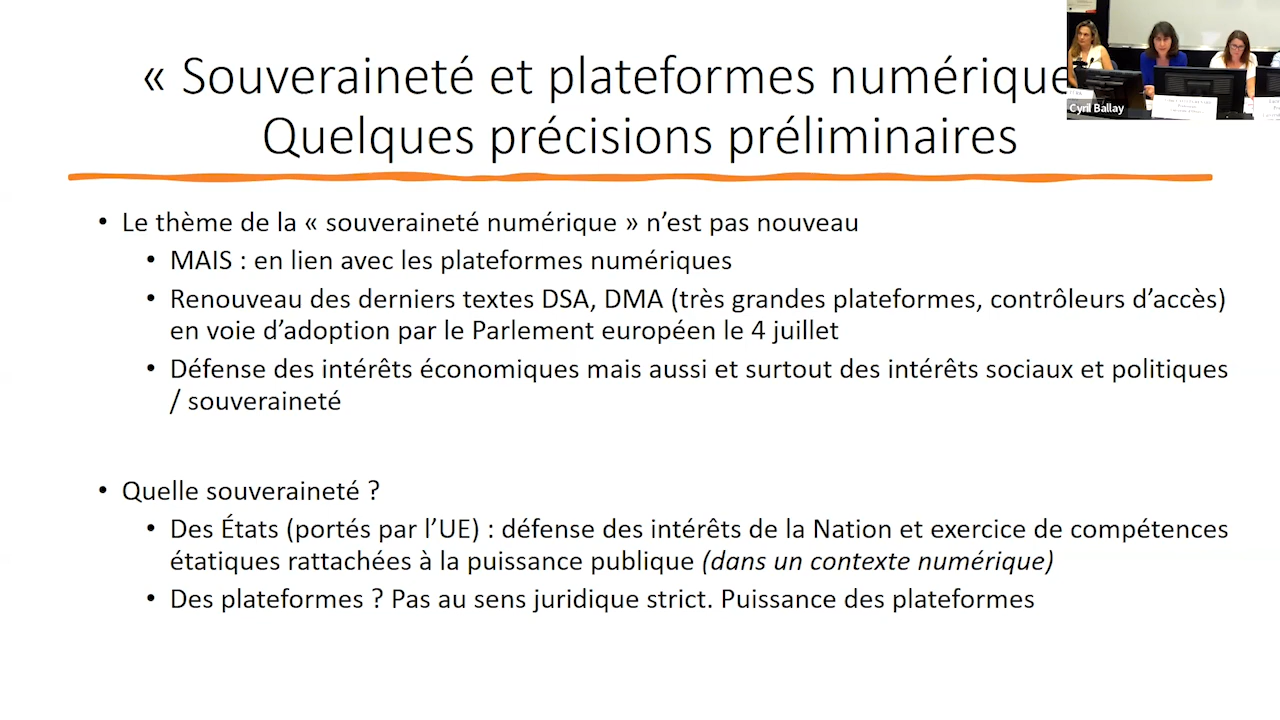 « Souveraineté et plateformes numérique
Quelques précisions préliminaires
Cyril Ballay
• Le thème de la « souveraineté numérique » n’est pas nouveau
• MAIS : en lien avec les plateformes numériques
• Renouveau des derniers textes DSA, DMA (très grandes plateformes, contrôleurs d’accès)
en voie d’adoption par le Parlement européen le 4 juillet
• Défense des intérêts économiques mais aussi et surtout des intérêts sociaux et politiques
/ souveraineté
• Quelle souveraineté ?
• Des États (portés par l’UE) : défense des intérêts de la Nation et exercice de compétences
étatiques rattachées à la puissance publique (dans un contexte numérique)
• Des plateformes ? Pas au sens juridique strict. Puissance des plateformes